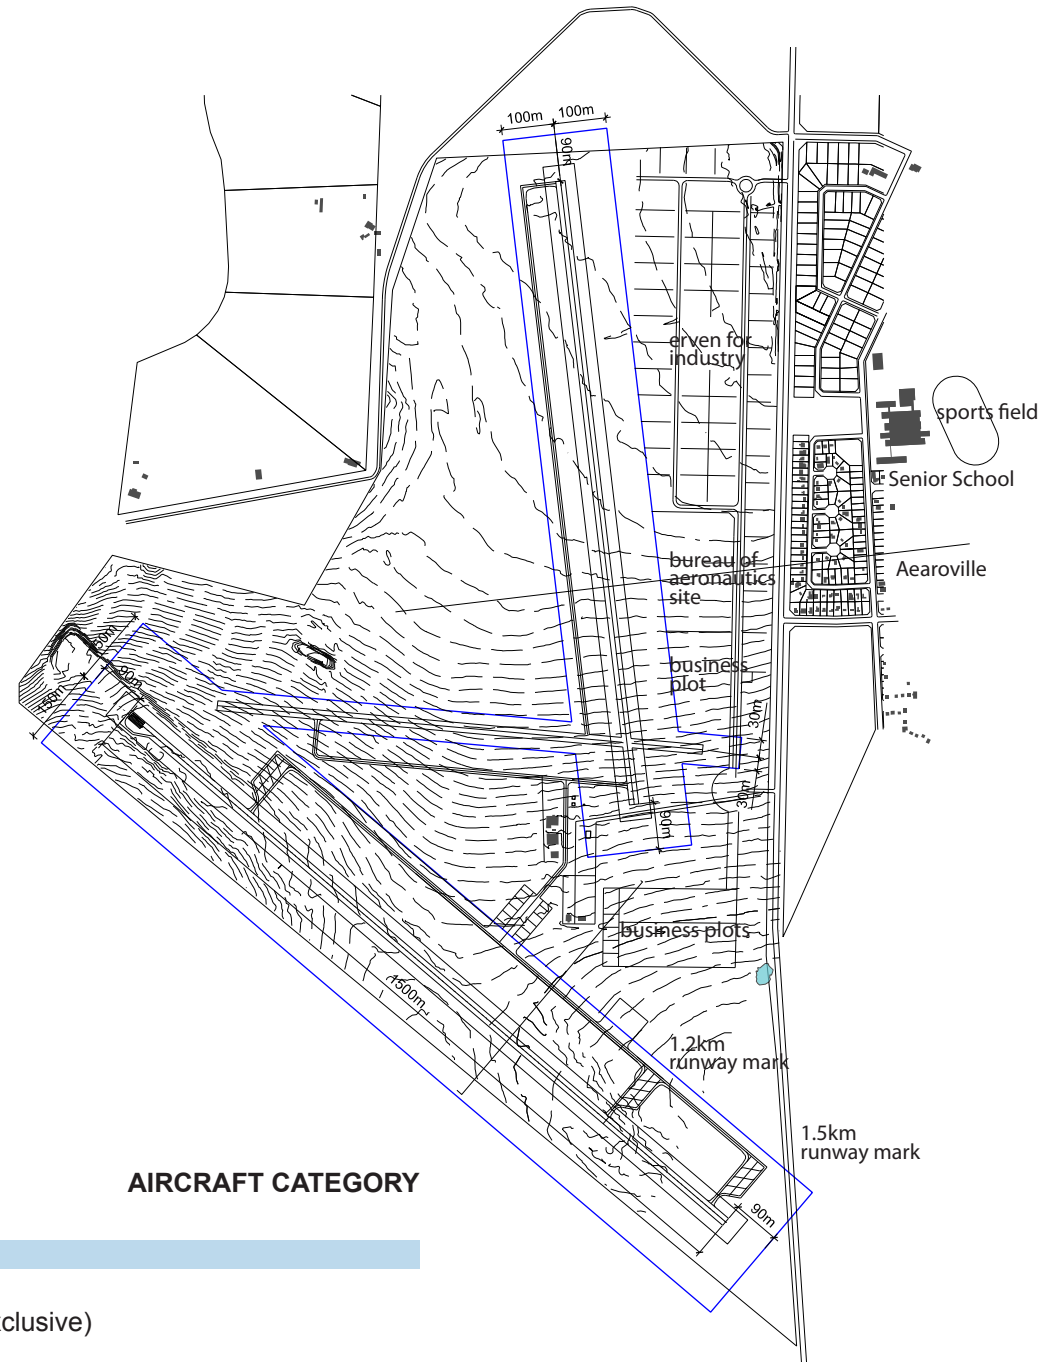 100m
100m
90m
erven for
industry
sports field
Senior School
bureau of
aeronautics
site
Aearoville
150m
90m
150m
business
plot
30m
30m
90m
business plots
1500m
1.2km
runway mark
1.5km
runway mark
AIRCRAFT CATEGORY
90m
clusive)